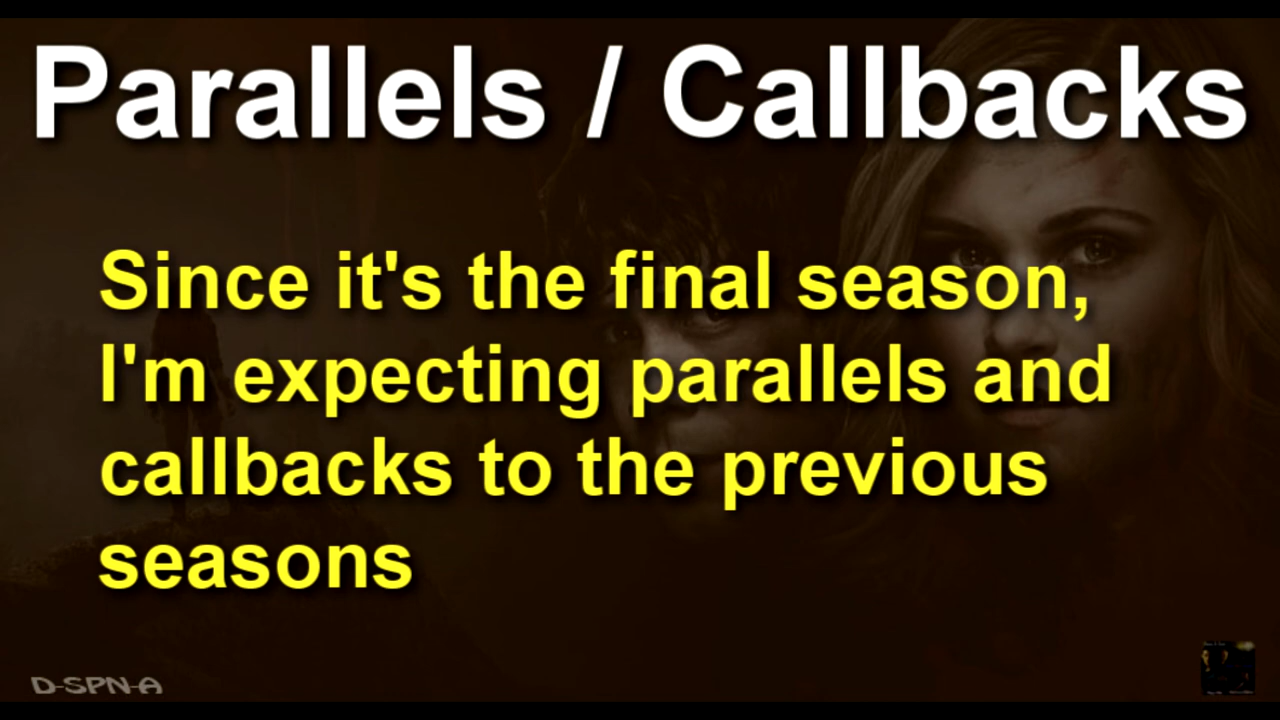 Parallels / Callbacks
Since it's the final season,
I'm expecting parallels and
callbacks to the previous
seasons
D-SPN-A